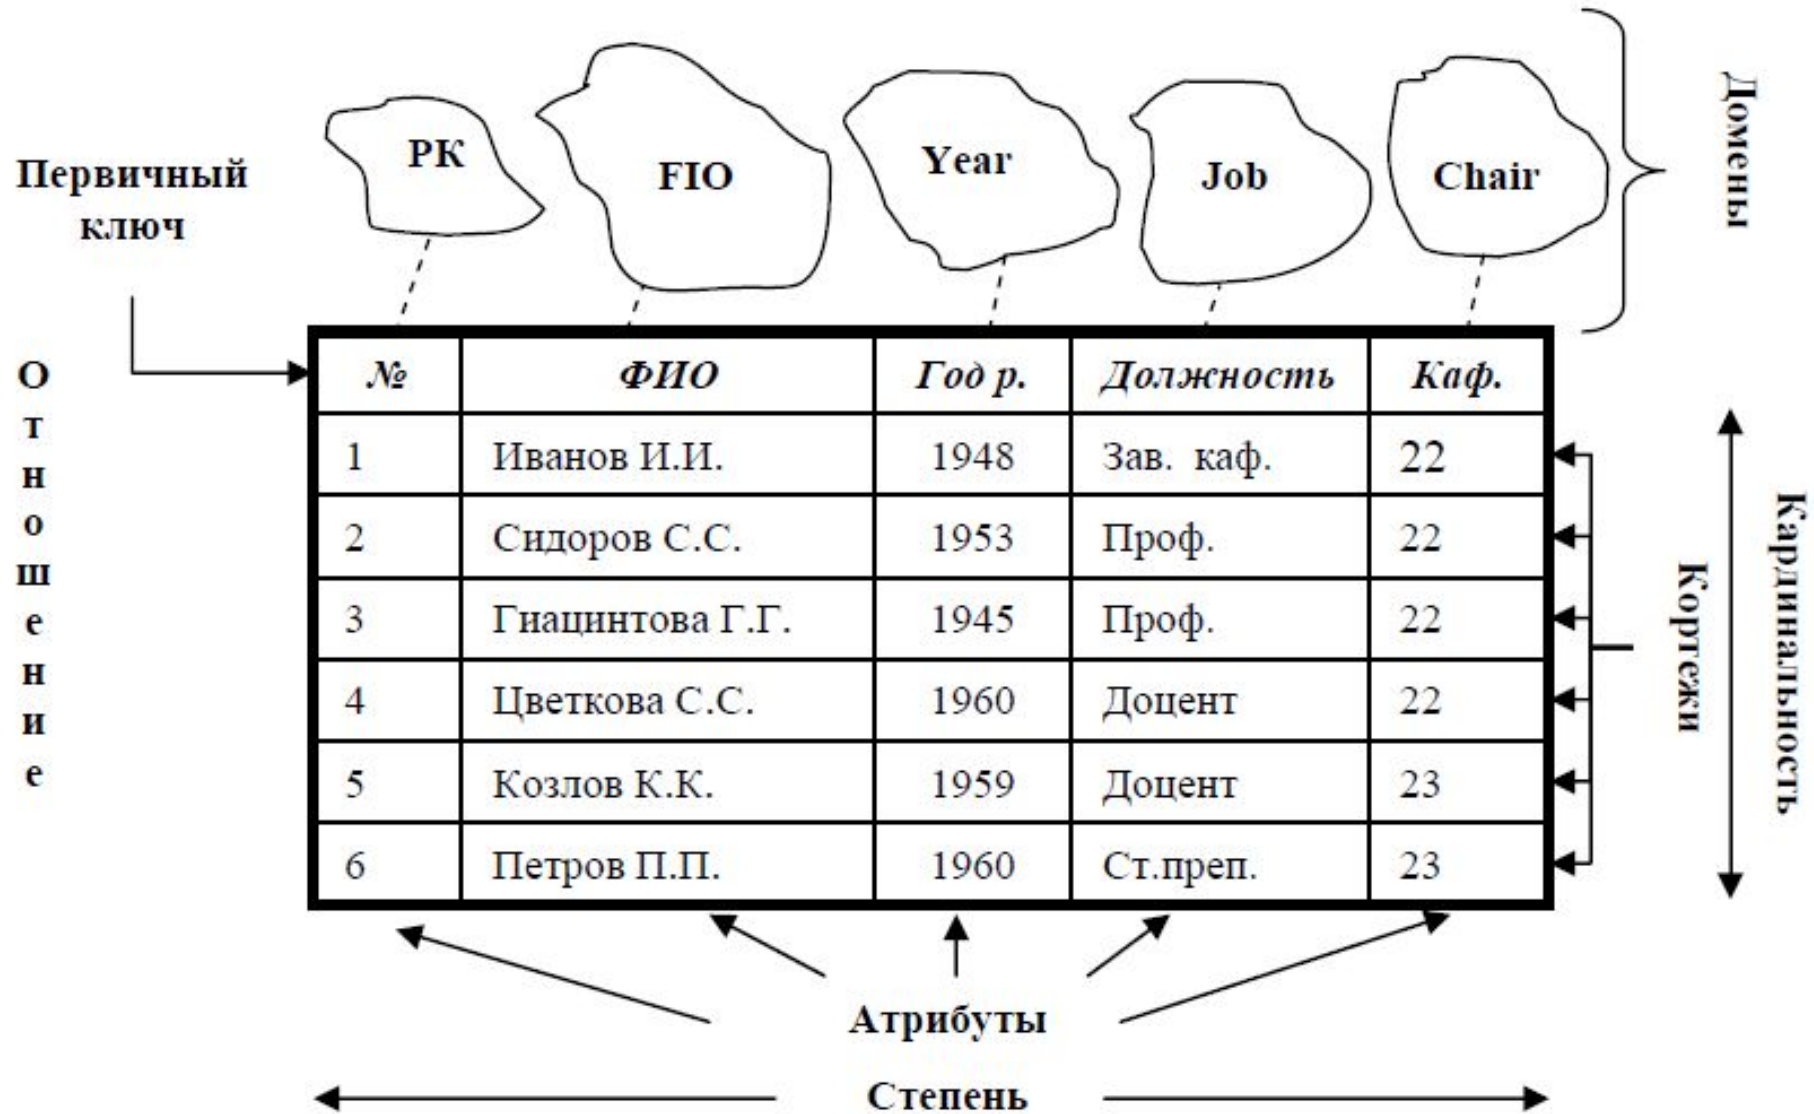 Домены
РК FIO Year Job Chair
Первичный
ключ
Отношение
№ ФИО Год р. Должность Каф.
1 Иванов И.И. 1948 Зав. каф. 22
2 Сидоров С.С. 1953 Проф. 22
3 Гиацинтова Г.Г. 1945 Проф. 22
4 Цветкова С.С. 1960 Доцент 22
5 Козлов К.К. 1959 Доцент 23
6 Петров П.П. 1960 Ст.преп. 23
Кортежи
Кардинальность
Атрибуты
Степень